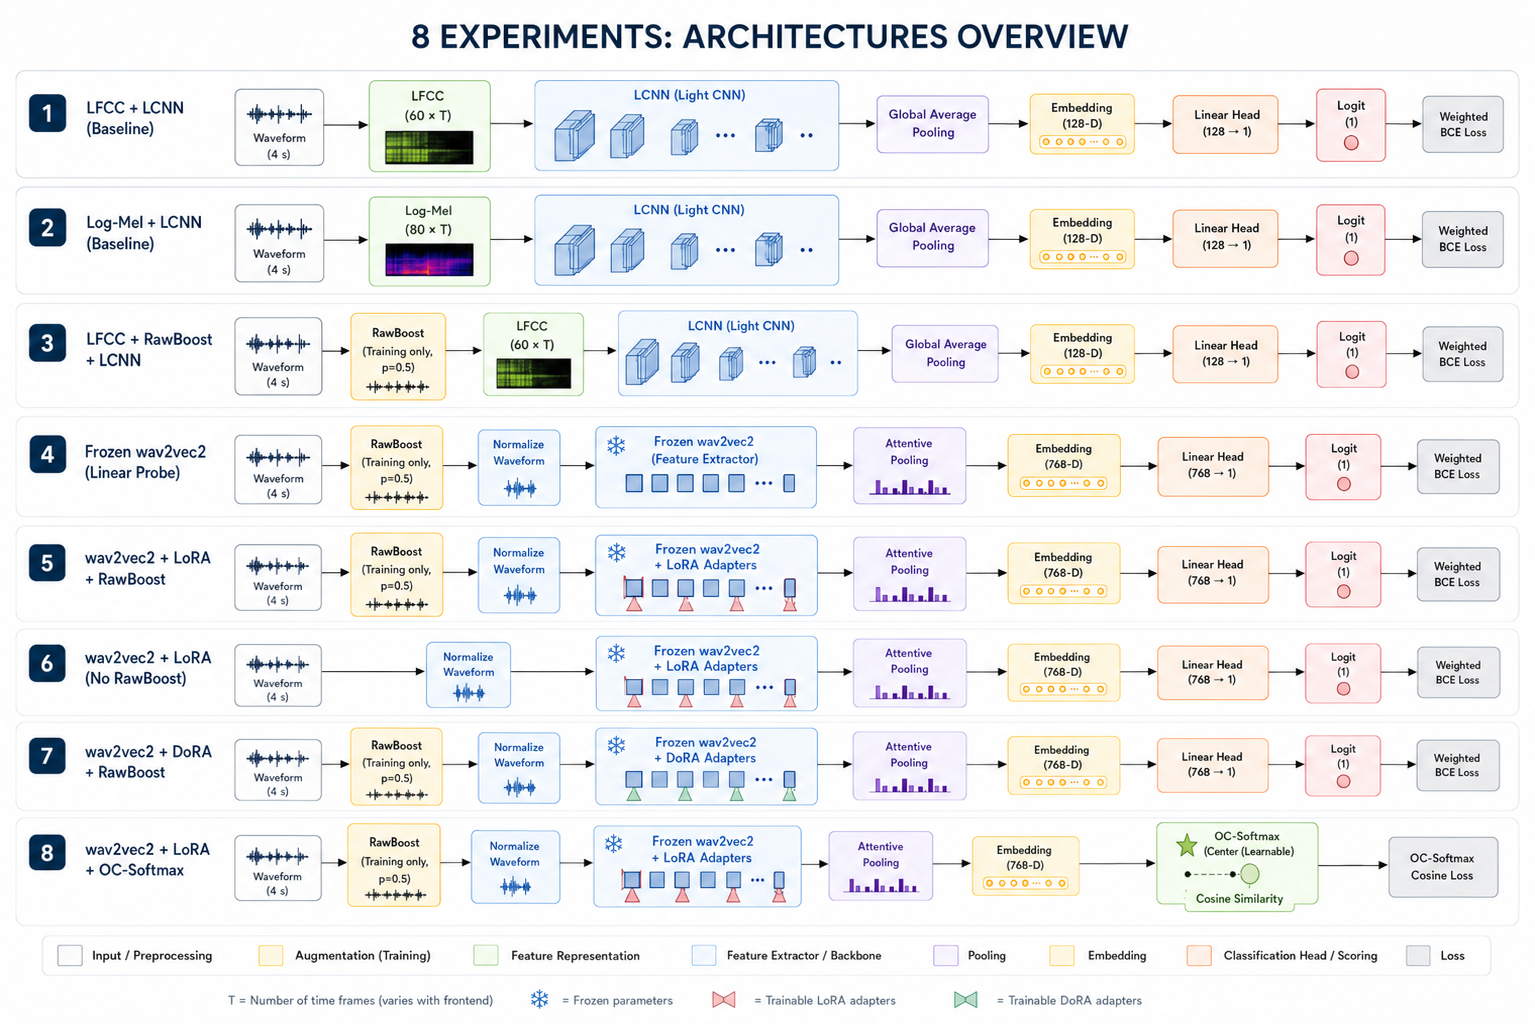 8 EXPERIMENTS: ARCHITECTURES OVERVIEW
1
LFCC + LCNN
(Baseline)
Waveform
(4 s)
LFCC
(60 × T)
LCNN (Light CNN)
Global Average
Pooling
Embedding
(128-D)
Linear Head
(128 → 1)
Logit
(1)
Weighted
BCE Loss
2
Log-Mel + LCNN
(Baseline)
Waveform
(4 s)
Log-Mel
(80 × T)
LCNN (Light CNN)
Global Average
Pooling
Embedding
(128-D)
Linear Head
(128 → 1)
Logit
(1)
Weighted
BCE Loss
3
LFCC + RawBoost
+ LCNN
Waveform
(4 s)
RawBoost
(Training only,
p=0.5)
LFCC
(60 × T)
LCNN (Light CNN)
Global Average
Pooling
Embedding
(128-D)
Linear Head
(128 → 1)
Logit
(1)
Weighted
BCE Loss
4
Frozen wav2vec2
(Linear Probe)
Waveform
(4 s)
RawBoost
(Training only,
p=0.5)
Normalize
Waveform
Frozen wav2vec2
(Feature Extractor)
Attentive
Pooling
Embedding
(768-D)
Linear Head
(768 → 1)
Logit
(1)
Weighted
BCE Loss
5
wav2vec2 + LoRA
+ RawBoost
Waveform
(4 s)
RawBoost
(Training only,
p=0.5)
Normalize
Waveform
Frozen wav2vec2
+ LoRA Adapters
Attentive
Pooling
Embedding
(768-D)
Linear Head
(768 → 1)
Logit
(1)
Weighted
BCE Loss
6
wav2vec2 + LoRA
(No RawBoost)
Waveform
(4 s)
Normalize
Waveform
Frozen wav2vec2
+ LoRA Adapters
Attentive
Pooling
Embedding
(768-D)
Linear Head
(768 → 1)
Logit
(1)
Weighted
BCE Loss
7
wav2vec2 + DoRA
+ RawBoost
Waveform
(4 s)
RawBoost
(Training only,
p=0.5)
Normalize
Waveform
Frozen wav2vec2
+ DoRA Adapters
Attentive
Pooling
Embedding
(768-D)
Linear Head
(768 → 1)
Logit
(1)
Weighted
BCE Loss
8
wav2vec2 + LoRA
+ OC-Softmax
Waveform
(4 s)
RawBoost
(Training only,
p=0.5)
Normalize
Waveform
Frozen wav2vec2
+ LoRA Adapters
Attentive
Pooling
Embedding
(768-D)
OC-Softmax
(Center (Learnable)
Cosine Similarity
OC-Softmax
Cosine Loss
Input / Preprocessing
Augmentation (Training)
Feature Representation
Feature Extractor / Backbone
Pooling
Embedding
Classification Head / Scoring
Loss
T = Number of time frames (varies with frontend)
= Frozen parameters
= Trainable LoRA adapters
= Trainable DoRA adapters